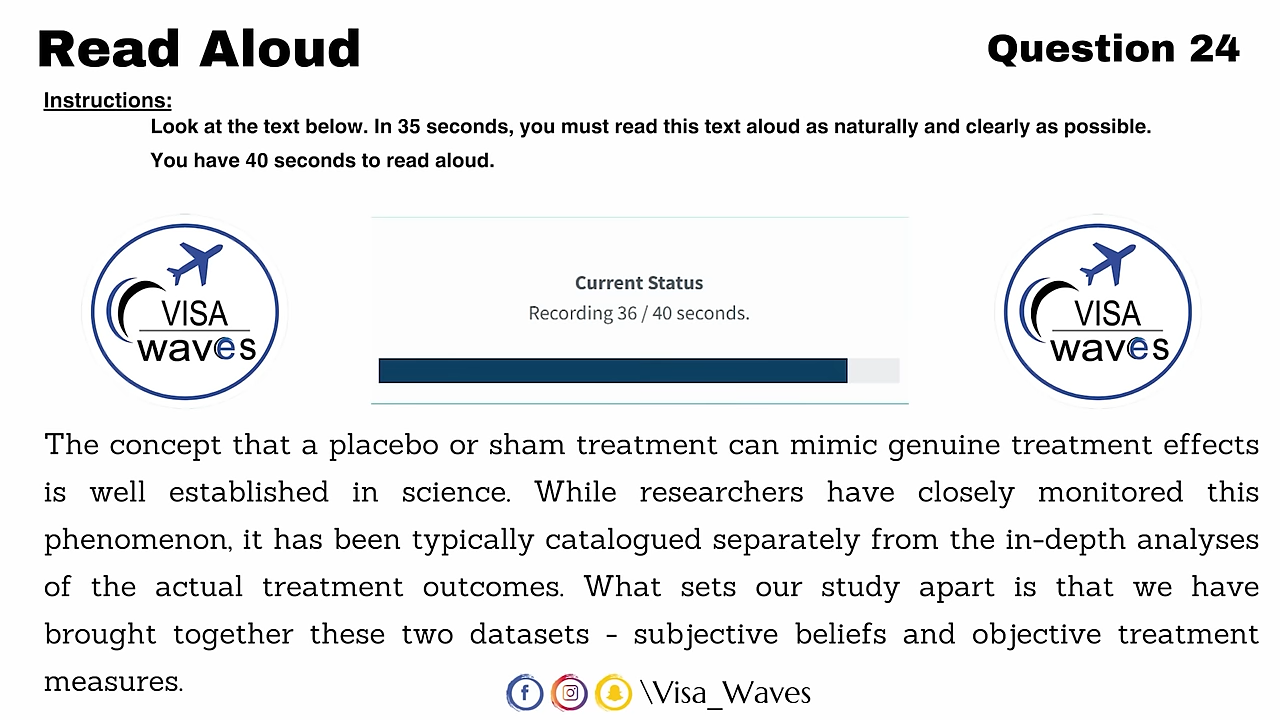 Read Aloud
Question 24
Instructions:
Look at the text below. In 35 seconds, you must read this text aloud as naturally and clearly as possible.
You have 40 seconds to read aloud.
VISA
waves
Current Status
Recording 36 / 40 seconds.
VISA
waves
The concept that a placebo or sham treatment can mimic genuine treatment effects
is well established in science. While researchers have closely monitored this
phenomenon, it has been typically catalogued separately from the in-depth analyses
of the actual treatment outcomes. What sets our study apart is that we have
brought together these two datasets - subjective beliefs and objective treatment
measures.
\Visa_Waves